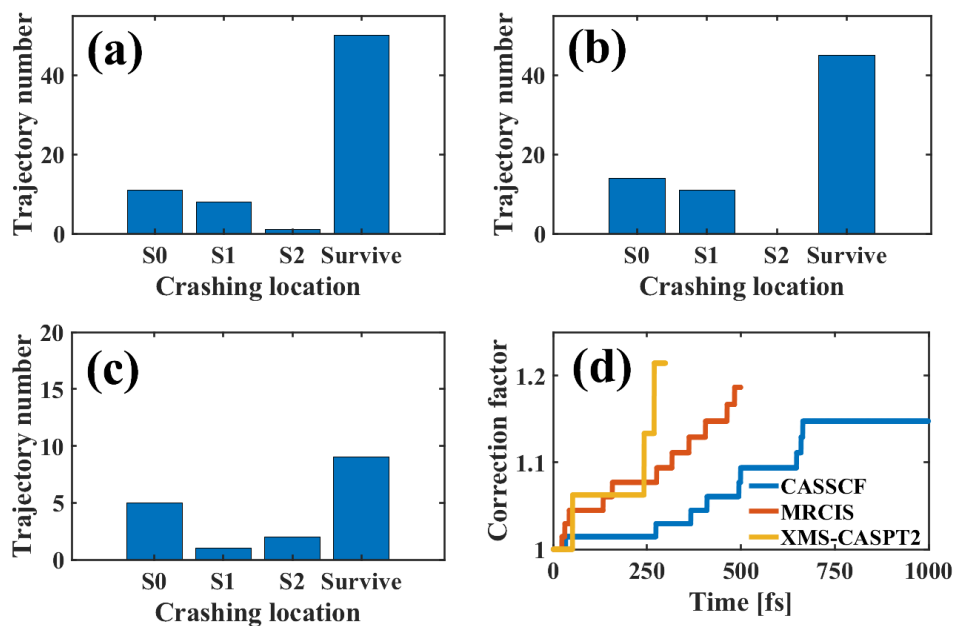 (a)
Trajectory number
40
20
0
S0 S1 S2 Survive
Crashing location
(b)
Trajectory number
40
20
0
S0 S1 S2 Survive
Crashing location
(c)
Trajectory number
20
15
10
5
0
S0 S1 S2 Survive
Crashing location
(d)
Correction factor
1.2
1.1
1
CASSCF
MRCIS
XMS-CASPT2
0 250 500 750 1000
Time [fs]